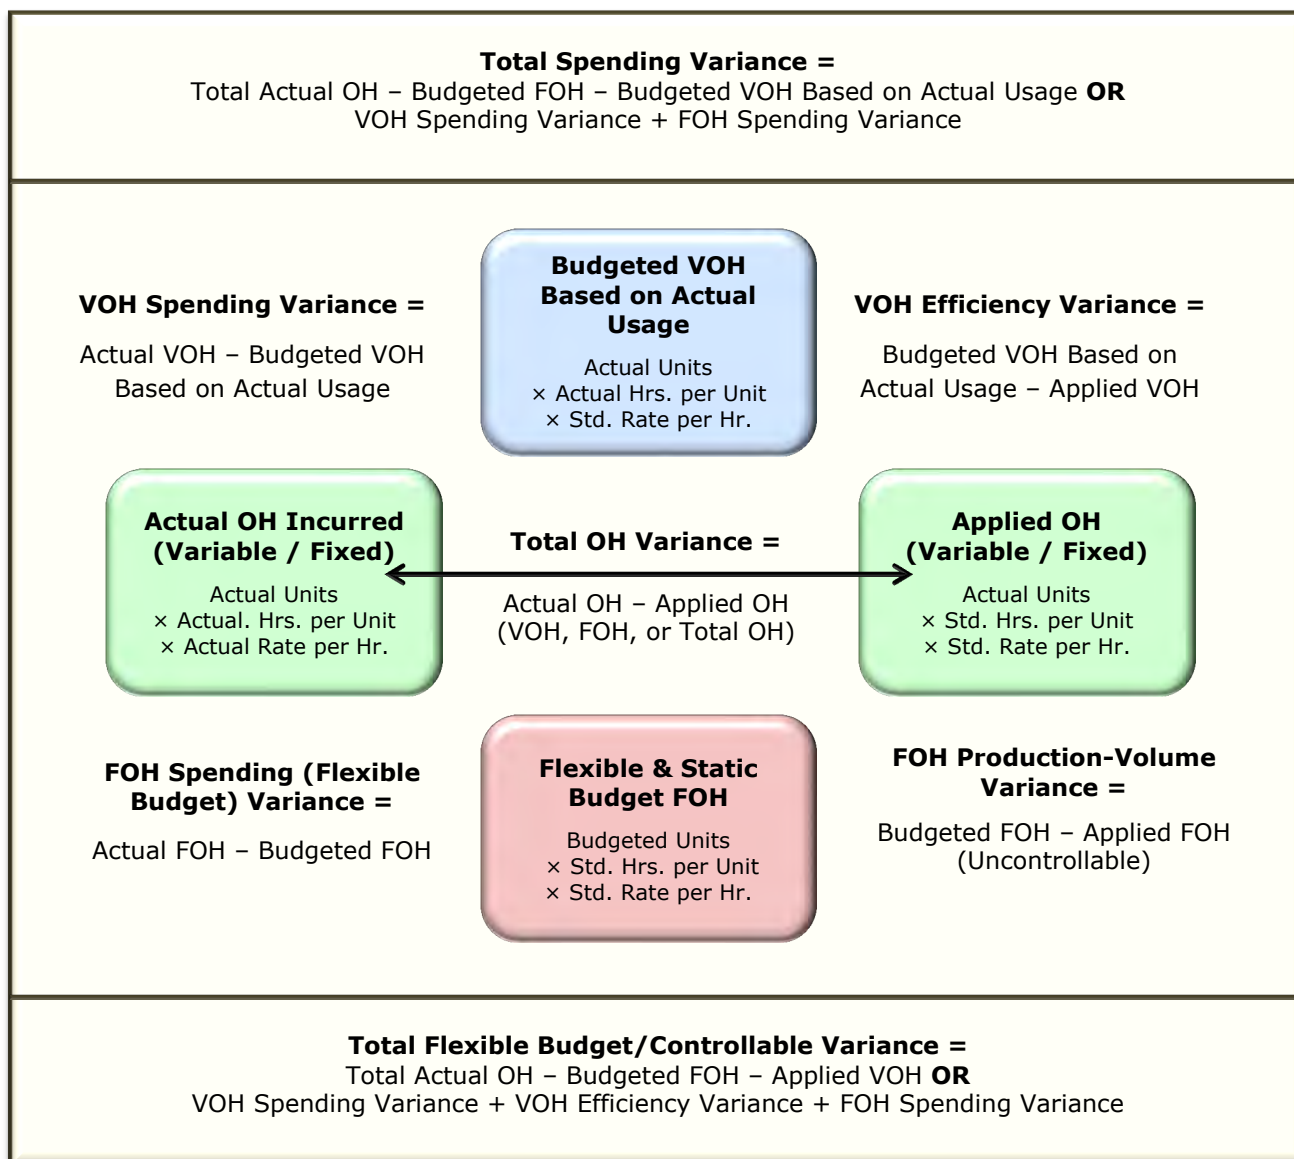 Total Spending Variance =
Total Actual OH – Budgeted FOH – Budgeted VOH Based on Actual Usage OR
VOH Spending Variance + FOH Spending Variance
VOH Spending Variance =
Actual VOH – Budgeted VOH
Based on Actual Usage
Budgeted VOH
Based on Actual
Usage
Actual Units
× Actual Hrs. per Unit
× Std. Rate per Hr.
VOH Efficiency Variance =
Budgeted VOH Based on
Actual Usage – Applied VOH
Actual OH Incurred
(Variable / Fixed)
Actual Units
× Actual. Hrs. per Unit
× Actual Rate per Hr.
Total OH Variance =
Actual OH – Applied OH
(VOH, FOH, or Total OH)
Applied OH
(Variable / Fixed)
Actual Units
× Std. Hrs. per Unit
× Std. Rate per Hr.
FOH Spending (Flexible
Budget) Variance =
Actual FOH – Budgeted FOH
Flexible & Static
Budget FOH
Budgeted Units
× Std. Hrs. per Unit
× Std. Rate per Hr.
FOH Production-Volume
Variance =
Budgeted FOH – Applied FOH
(Uncontrollable)
Total Flexible Budget/Controllable Variance =
Total Actual OH – Budgeted FOH – Applied VOH OR
VOH Spending Variance + VOH Efficiency Variance + FOH Spending Variance